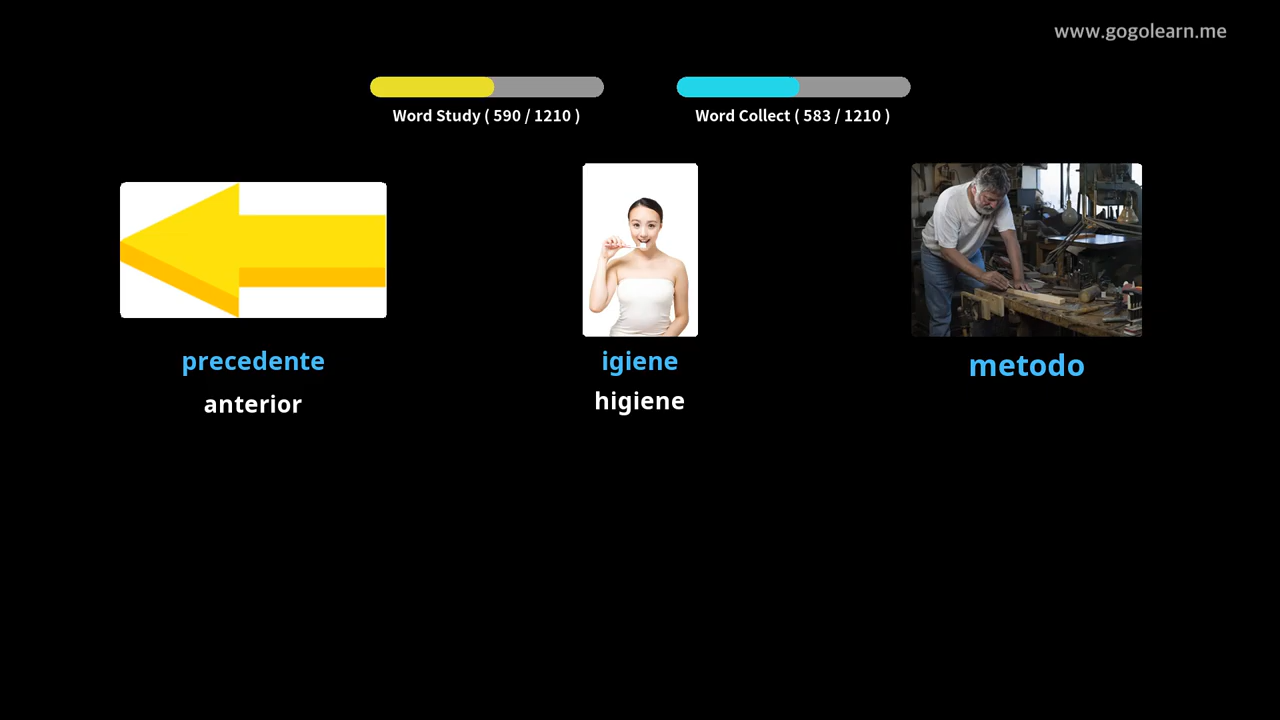 www.gogolearn.me
Word Study ( 590 / 1210 )
Word Collect ( 583 / 1210 )
precedente
anterior
igiene
higiene
metodo